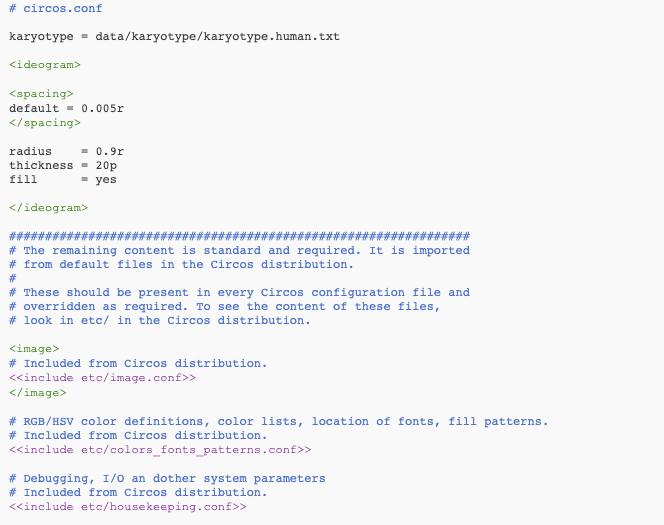 # circos.conf
karyotype = data/karyotype/karyotype.human.txt
<ideogram>
<spacing>
default = 0.005r
</spacing>
radius    = 0.9r
thickness = 20p
fill      = yes
</ideogram>
################################################################
# The remaining content is standard and required. It is imported
# from default files in the Circos distribution.
#
# These should be present in every Circos configuration file and
# overridden as required. To see the content of these files,
# look in etc/ in the Circos distribution.
<image>
# Included from Circos distribution.
<<include etc/image.conf>>
</image>
# RGB/HSV color definitions, color lists, location of fonts, fill patterns.
# Included from Circos distribution.
<<include etc/colors_fonts_patterns.conf>>
# Debugging, I/O an dother system parameters
# Included from Circos distribution.
<<include etc/housekeeping.conf>>